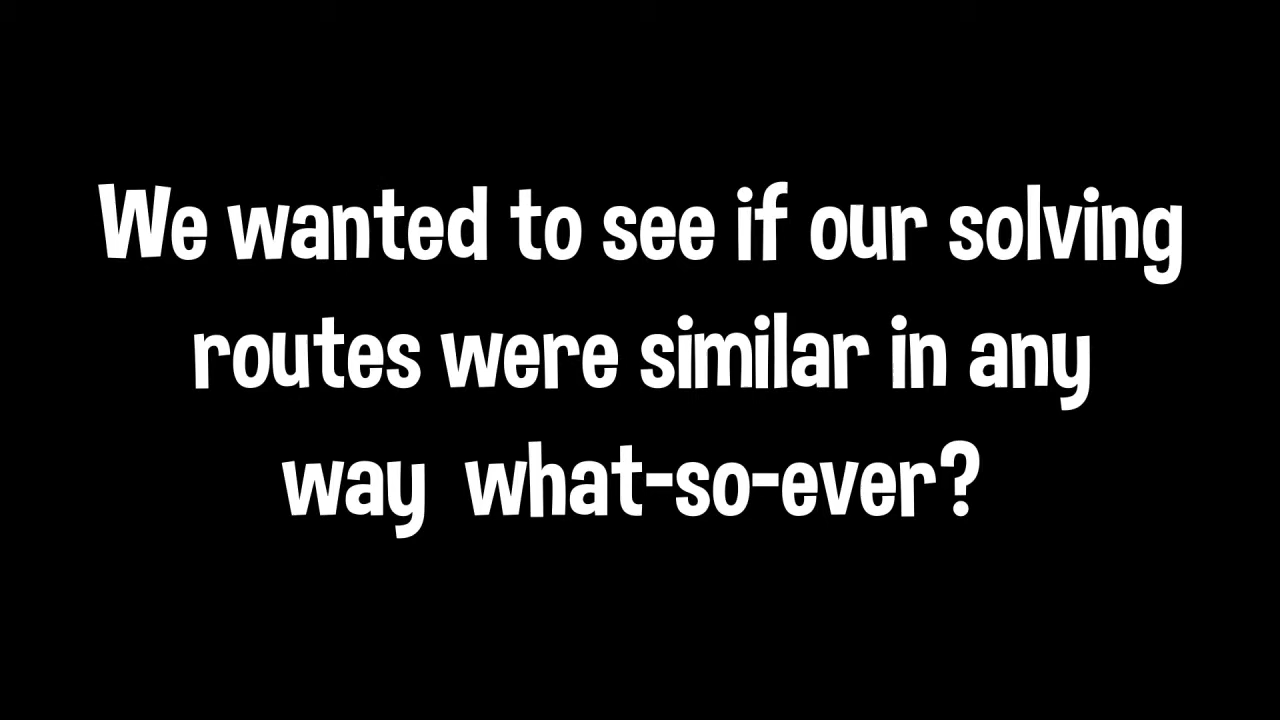 We wanted to see if our solving
routes were similar in any
way what-so-ever?